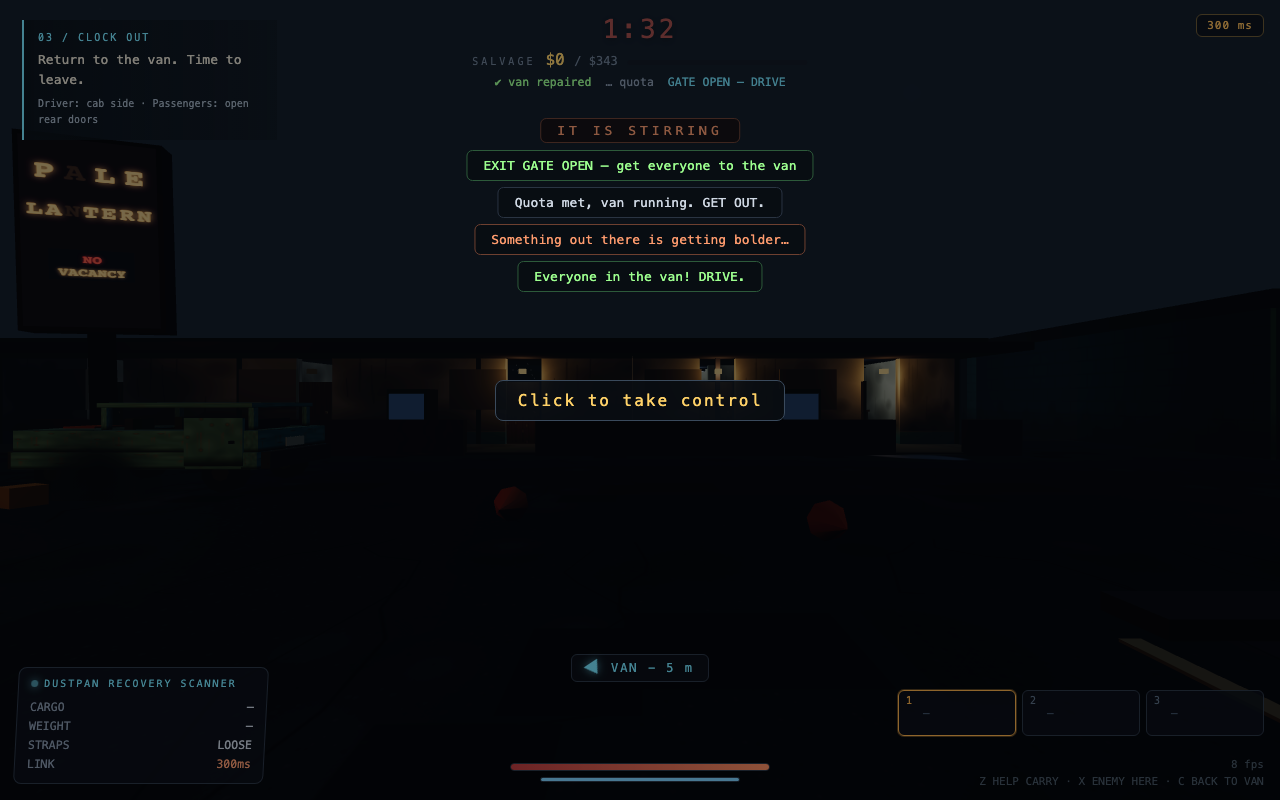 03 / CLOCK OUT
Return to the van. Time to
leave.
Driver: cab side · Passengers: open
rear doors
1:32
SALVAGE $0 / $343
✔ van repaired … quota GATE OPEN — DRIVE
300 ms
IT IS STIRRING
EXIT GATE OPEN — get everyone to the van
Quota met, van running. GET OUT.
Something out there is getting bolder…
Everyone in the van! DRIVE.
PALE
LANTERN
NO
VACANCY
Click to take control
VAN — 5 m
DUSTPAN RECOVERY SCANNER
CARGO —
WEIGHT —
STRAPS LOOSE
LINK 300ms
1 —
2 —
3 —
8 fps
Z HELP CARRY · X ENEMY HERE · C BACK TO VAN